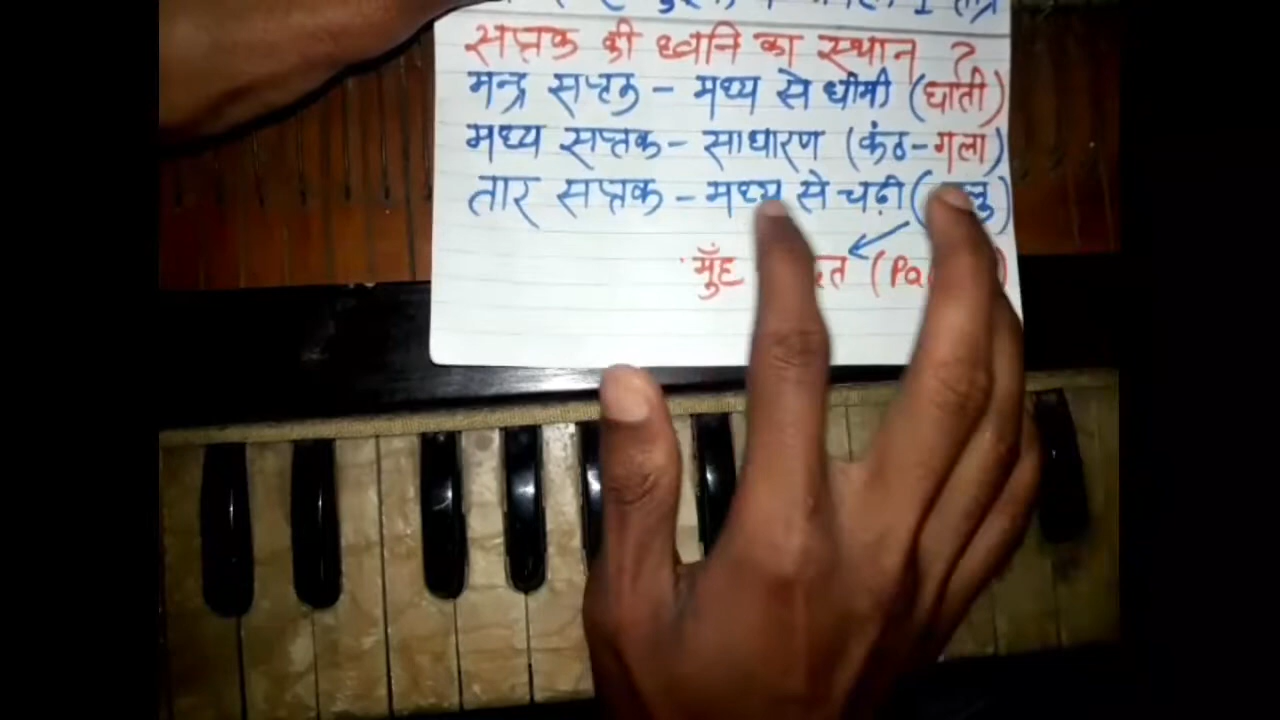 सप्तक की ध्वनि का स्थान ?
मन्द्र सप्तक - मध्य से धीमी (छाती)
मध्य सप्तक - साधारण (कंठ-गला)
तार सप्तक - मध्य से चढ़ी
मुँह